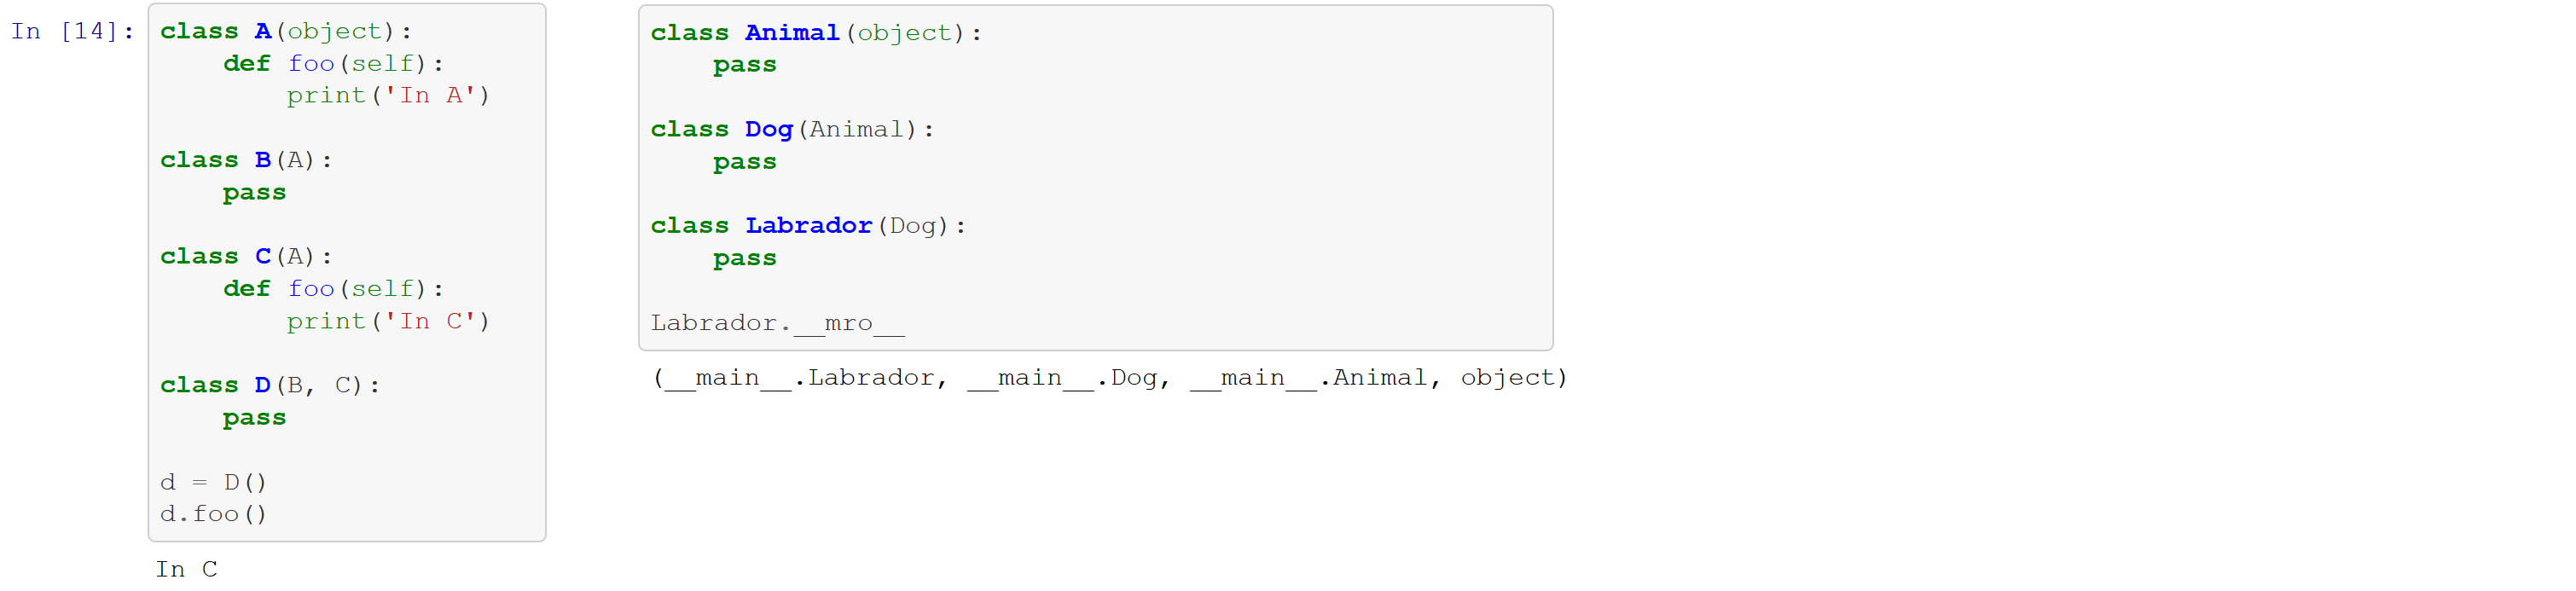 In [14]:
class A(object):
    def foo(self):
        print('In A')

class B(A):
    pass

class C(A):
    def foo(self):
        print('In C')

class D(B, C):
    pass

d = D()
d.foo()
In C
class Animal(object):
    pass

class Dog(Animal):
    pass

class Labrador(Dog):
    pass

Labrador.__mro__
(__main__.Labrador, __main__.Dog, __main__.Animal, object)